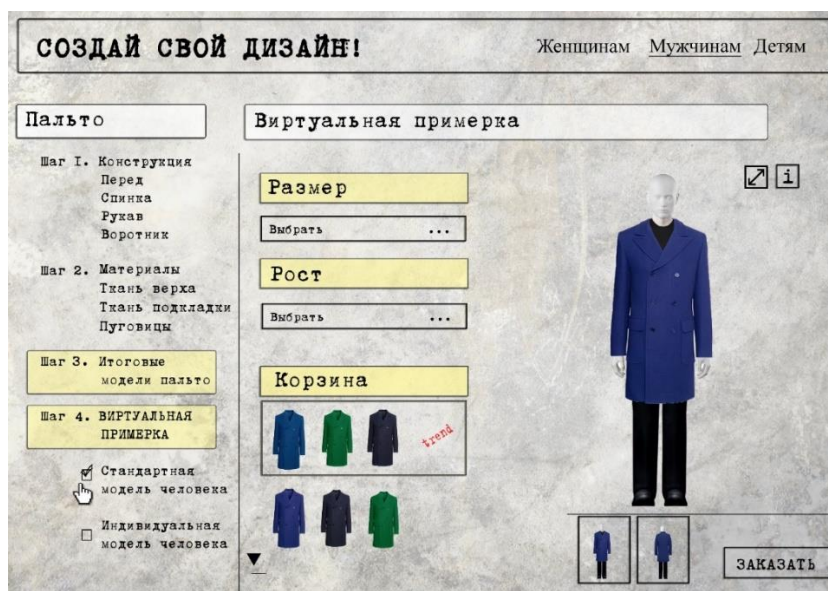 СОЗДАЙ СВОЙ ДИЗАЙН!
Женщинам Мужчинам Детям
Пальто
Виртуальная примерка
Шаг I. Конструкция
Перед
Спинка
Рукав
Воротник
Шаг 2. Материалы
Ткань верха
Ткань подкладки
Пуговицы
Шаг 3. Итоговые
модели пальто
Шаг 4. ВИРТУАЛЬНАЯ
ПРИМЕРКА
Стандартная
модель человека
Индивидуальная
модель человека
Размер
Выбрать ...
Рост
Выбрать ...
Корзина
trend
i
ЗАКАЗАТЬ